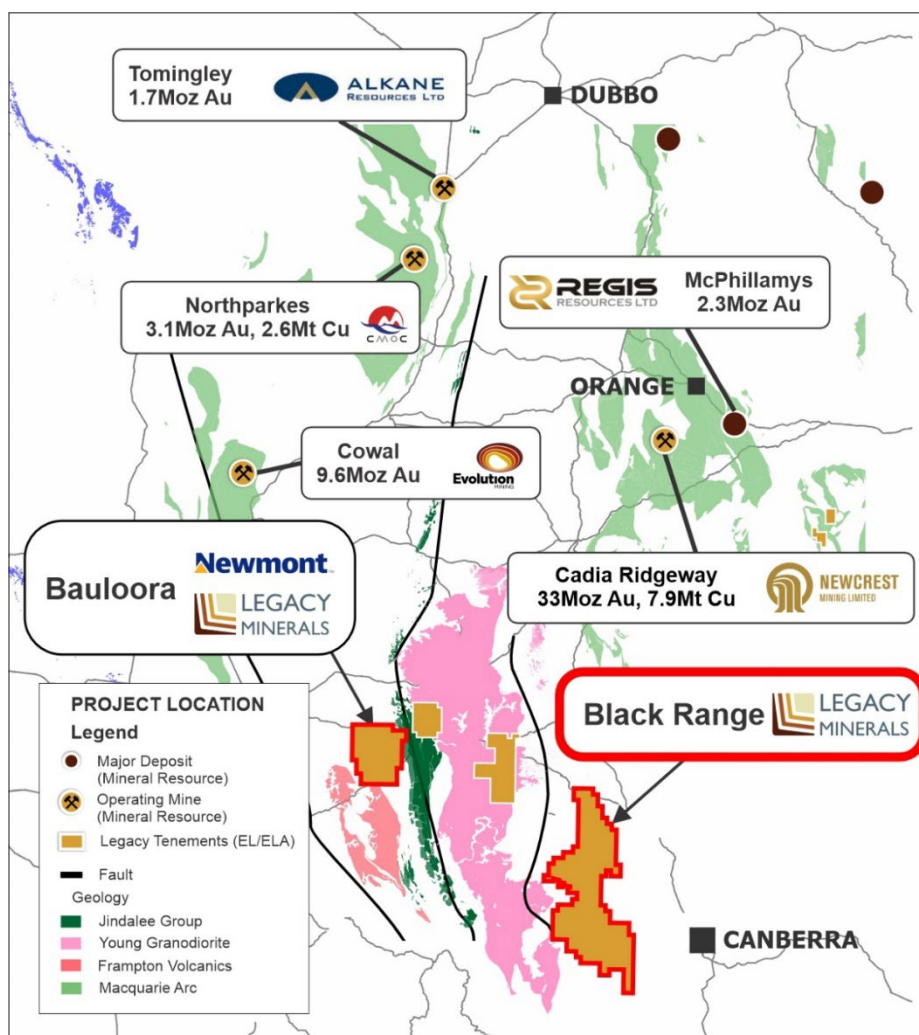 Tomingley
1.7Moz Au
ALKANE
RESOURCES LTD
DUBBO
Northparkes
3.1Moz Au, 2.6Mt Cu
CMOC
REGIS
RESOURCES LTD
McPhillamys
2.3Moz Au
ORANGE
Cowal
9.6Moz Au
Evolution
MINING
Bauloora
Newmont™
LEGACY
MINERALS
Cadia Ridgeway
33Moz Au, 7.9Mt Cu
NEWCREST
MINING LIMITED
Black Range
LEGACY
MINERALS
PROJECT LOCATION
Legend
Major Deposit
(Mineral Resource)
Operating Mine
(Mineral Resource)
Legacy Tenements (EL/ELA)
Fault
Geology
Jindalee Group
Young Granodiorite
Frampton Volcanics
Macquarie Arc
CANBERRA